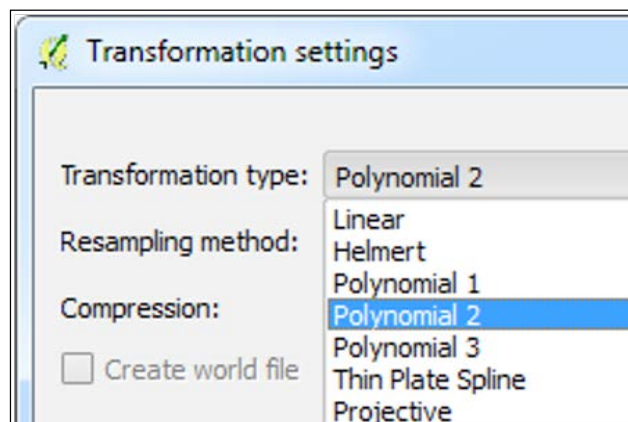 Transformation settings
Transformation type: Polynomial 2
Linear
Resampling method:
Helmert
Polynomial 1
Compression:
Polynomial 2
Polynomial 3
Create world file
Thin Plate Spline
Projective